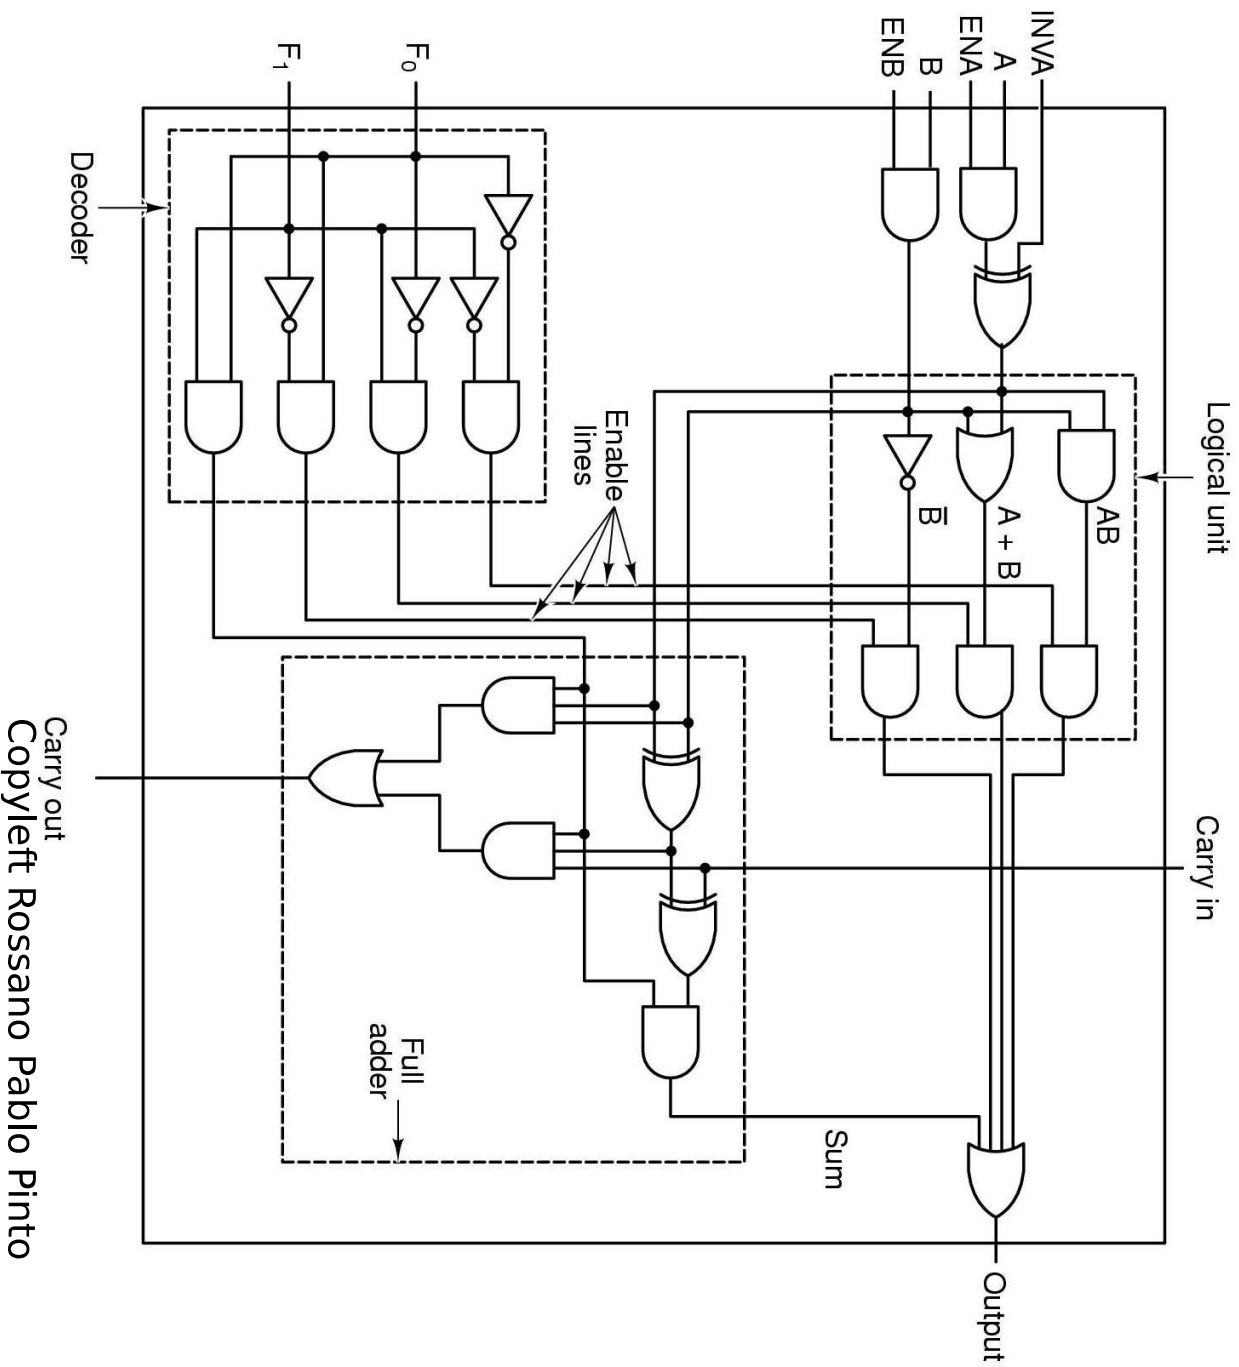 Logical unit
Carry in
INVA
A
ENA
B
ENB
AB
A + B
B̅
Enable
lines
F₀
F₁
Decoder
Sum
Output
Full
adder
Carry out
Copyleft Rossano Pablo Pinto